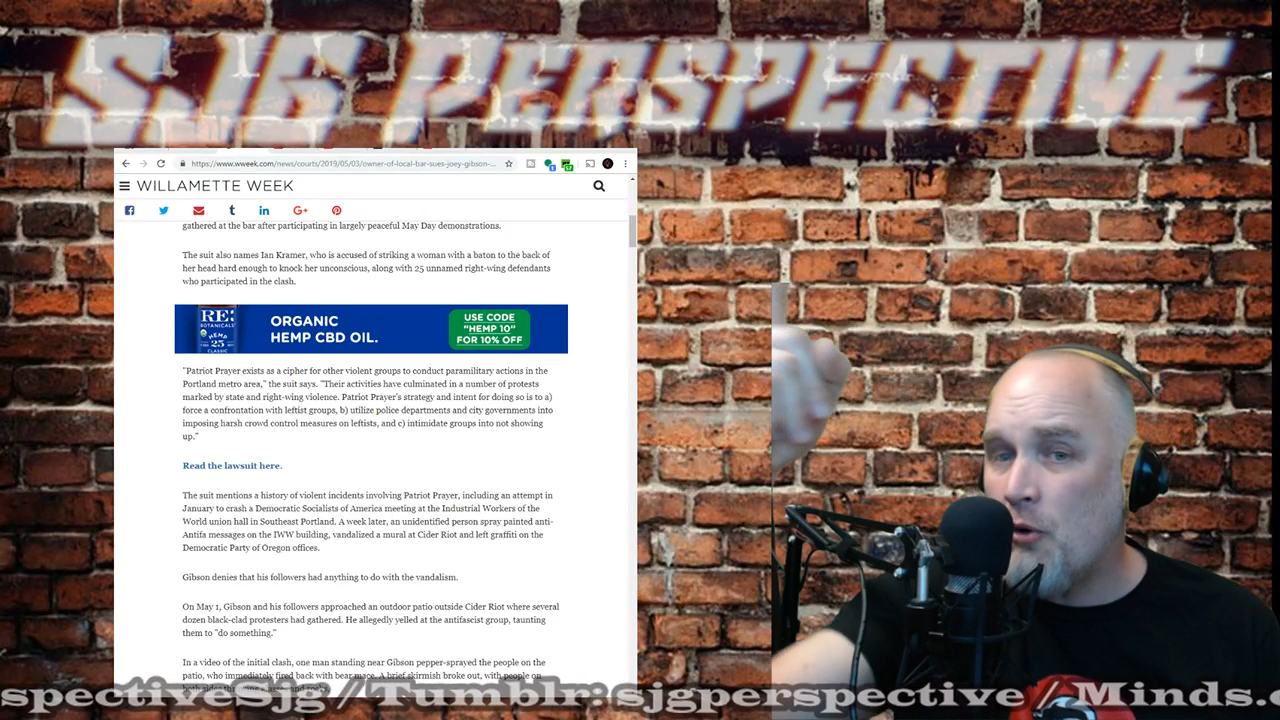 SJG PERSPECTIVE
https://www.wweek.com/news/courts/2019/05/03/owner-of-local-bar-sues-joey-gibson-...
WILLAMETTE WEEK
gathered at the bar after participating in largely peaceful May Day demonstrations.
The suit also names Ian Kramer, who is accused of striking a woman with a baton to the back of
her head hard enough to knock her unconscious, along with 25 unnamed right-wing defendants
who participated in the clash.
RE:
BOTANICALS
HEMP
25
CLASSIC
ORGANIC
HEMP CBD OIL.
USE CODE
"HEMP 10"
FOR 10% OFF
"Patriot Prayer exists as a cipher for other violent groups to conduct paramilitary actions in the
Portland metro area," the suit says. "Their activities have culminated in a number of protests
marked by state and right-wing violence. Patriot Prayer's strategy and intent for doing so is to a)
force a confrontation with leftist groups, b) utilize police departments and city governments into
imposing harsh crowd control measures on leftists, and c) intimidate groups into not showing
up."
Read the lawsuit here.
The suit mentions a history of violent incidents involving Patriot Prayer, including an attempt in
January to crash a Democratic Socialists of America meeting at the Industrial Workers of the
World union hall in Southeast Portland. A week later, an unidentified person spray painted anti-
Antifa messages on the IWW building, vandalized a mural at Cider Riot and left graffiti on the
Democratic Party of Oregon offices.
Gibson denies that his followers had anything to do with the vandalism.
On May 1, Gibson and his followers approached an outdoor patio outside Cider Riot where several
dozen black-clad protesters had gathered. He allegedly yelled at the antifascist group, taunting
them to "do something."
In a video of the initial clash, one man standing near Gibson pepper-sprayed the people on the
patio, who immediately fired back with bear mace. A brief skirmish broke out, with people on
spectiveSjg / Tumblr: sjgperspective / Minds.